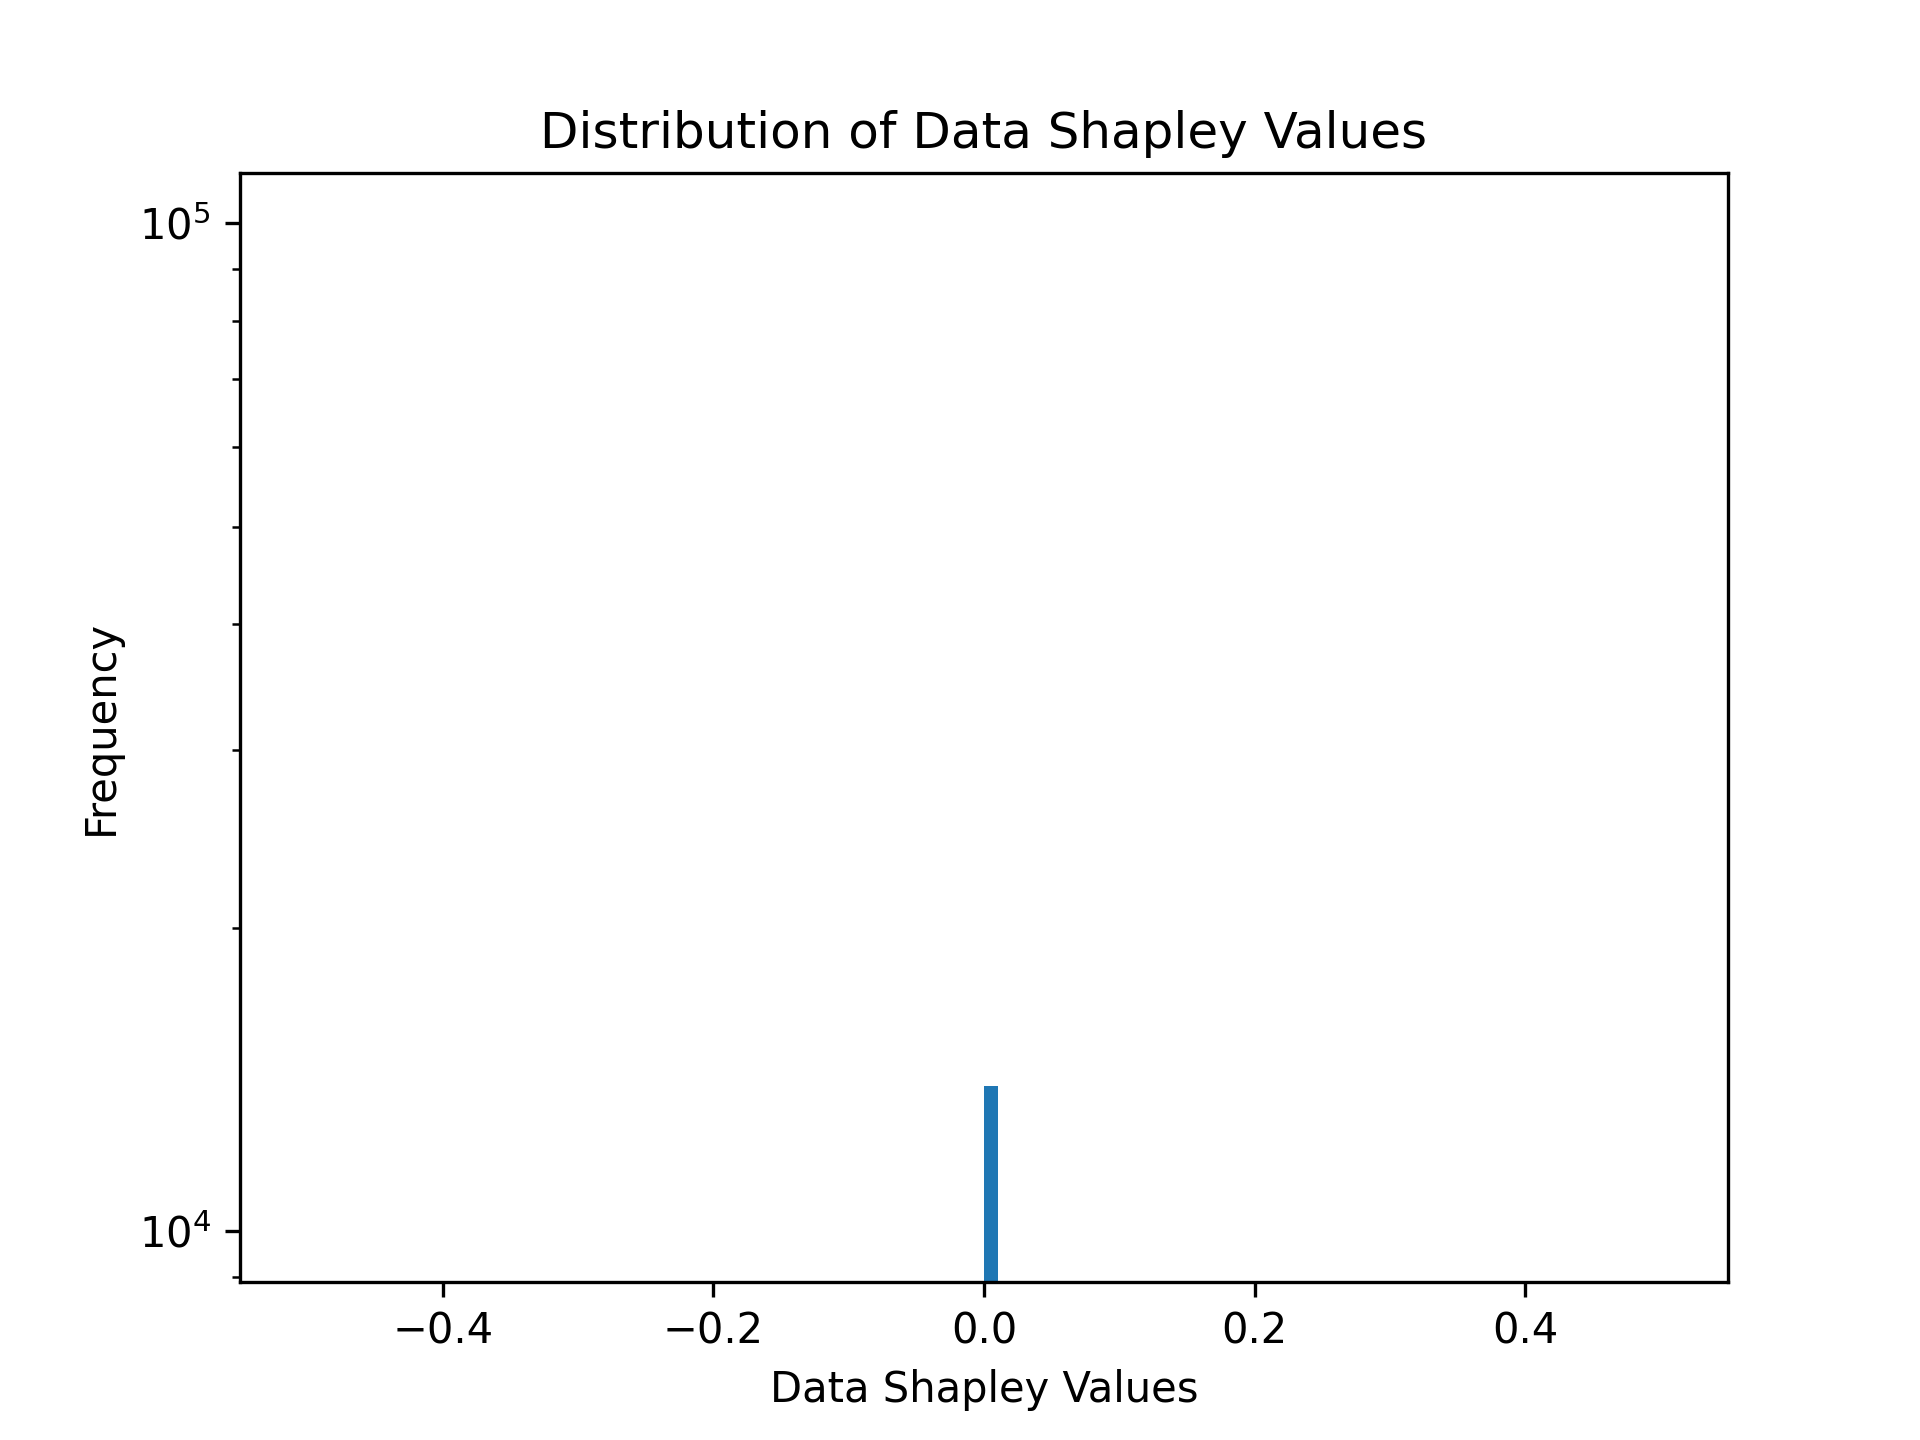 Distribution of Data Shapley Values
10⁵
10⁴
Frequency
−0.4 −0.2 0.0 0.2 0.4
Data Shapley Values